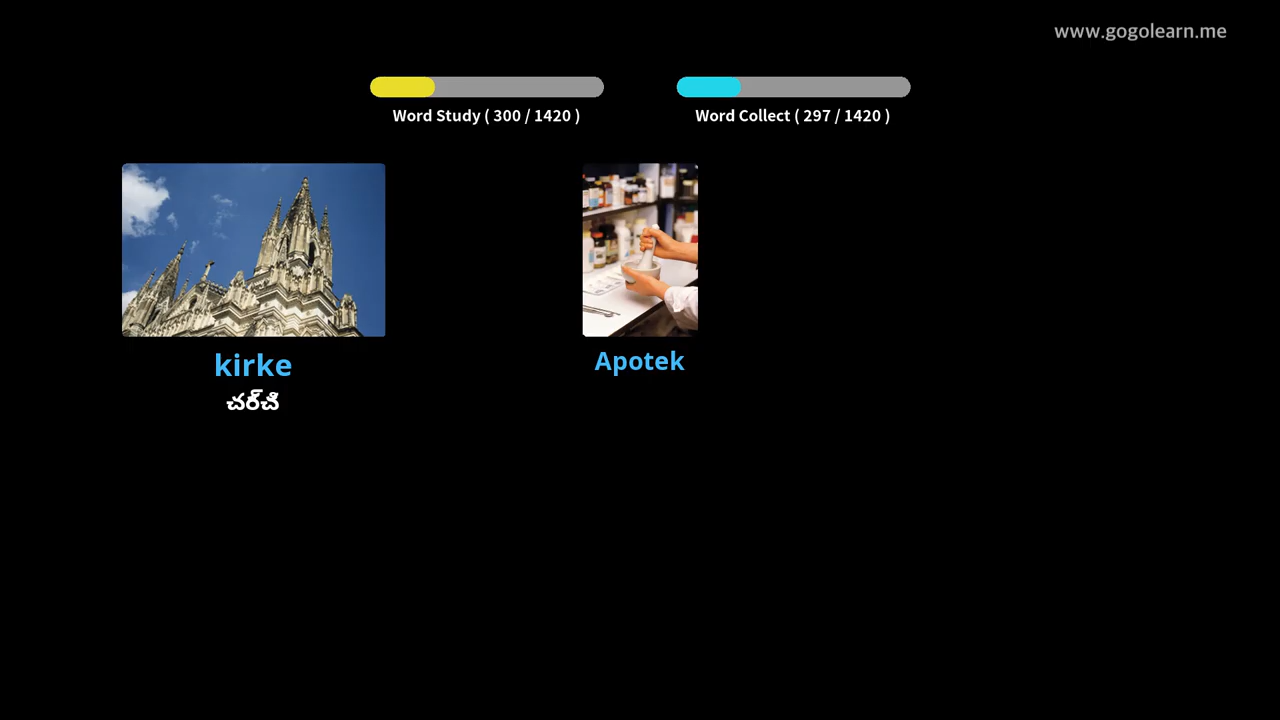 www.gogolearn.me
Word Study ( 300 / 1420 )
Word Collect ( 297 / 1420 )
kirke
Apotek
చర్చి